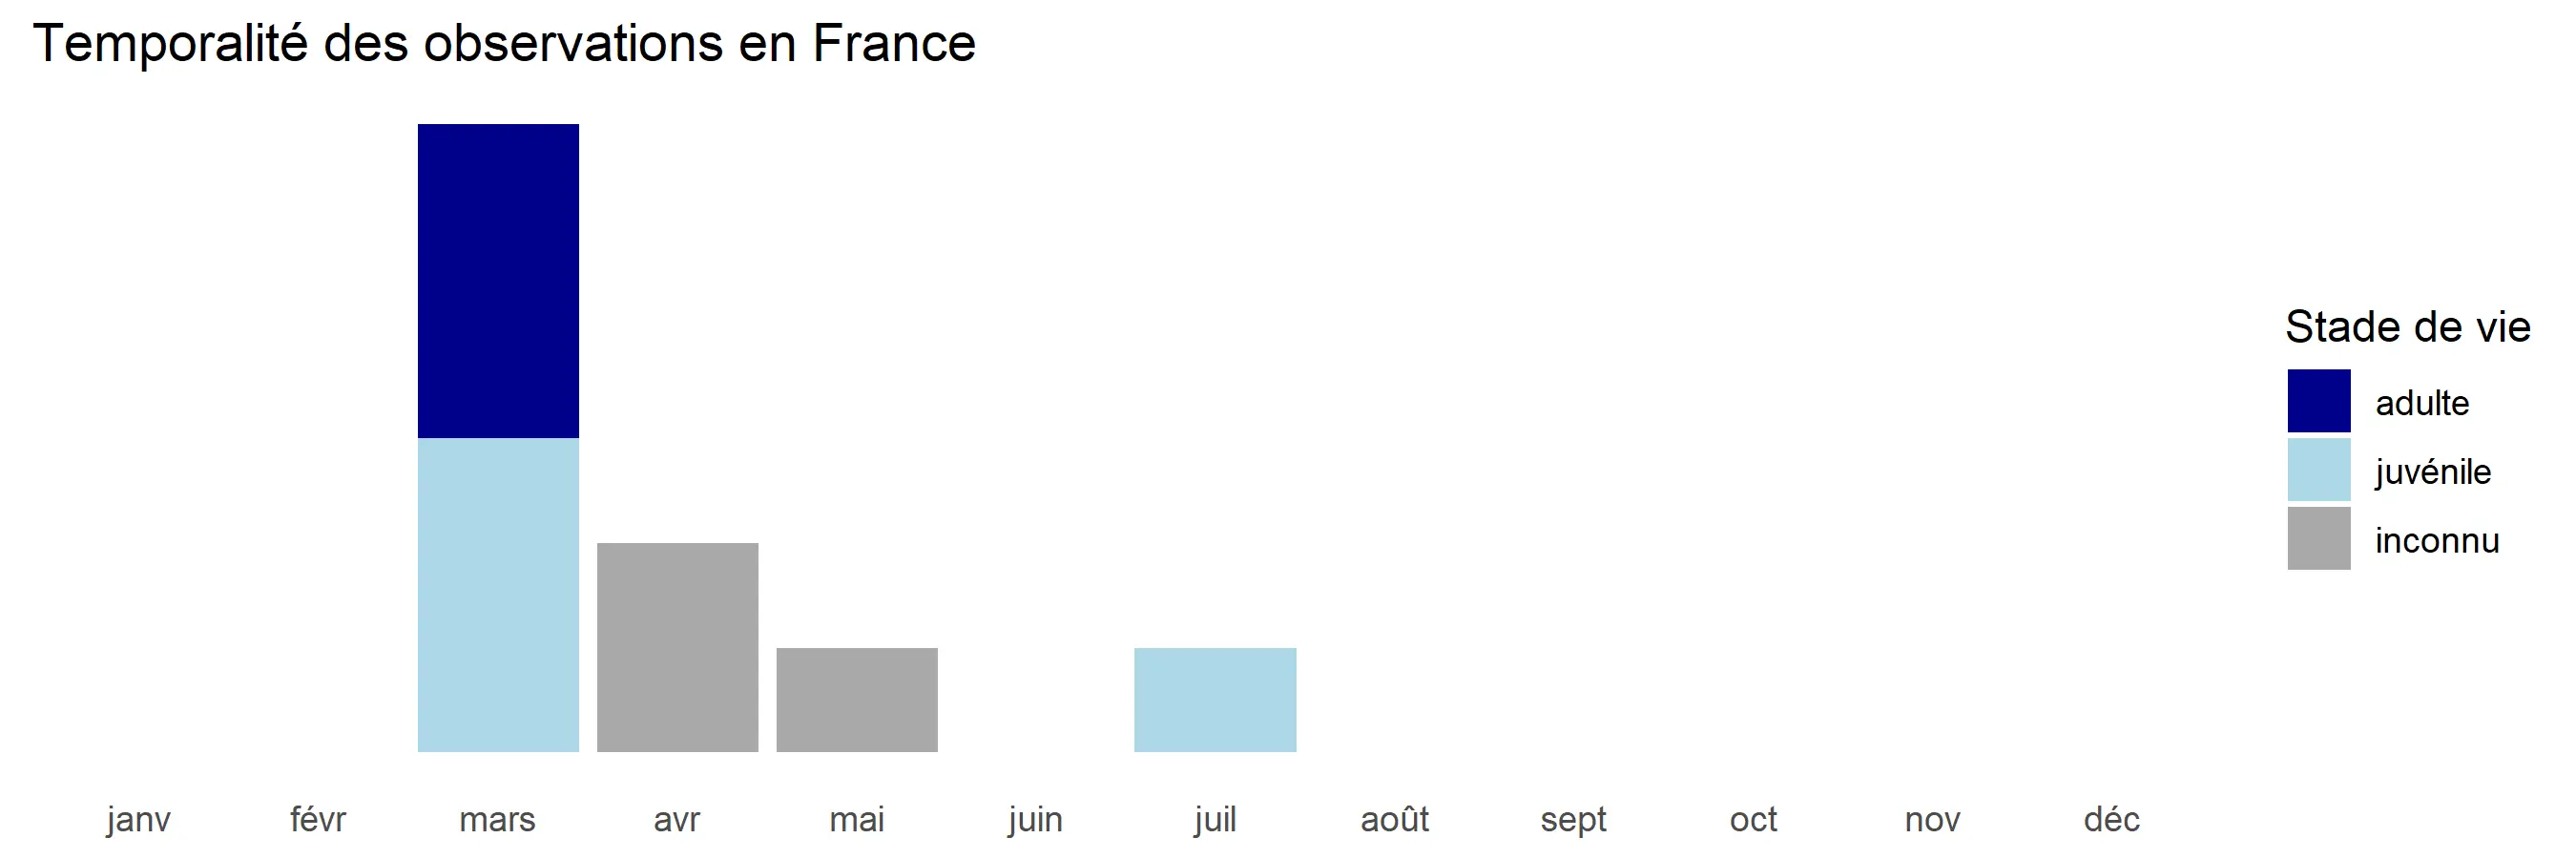 Temporalité des observations en France
Stade de vie
adulte
juvénile
inconnu
janv févr mars avr mai juin juil août sept oct nov déc